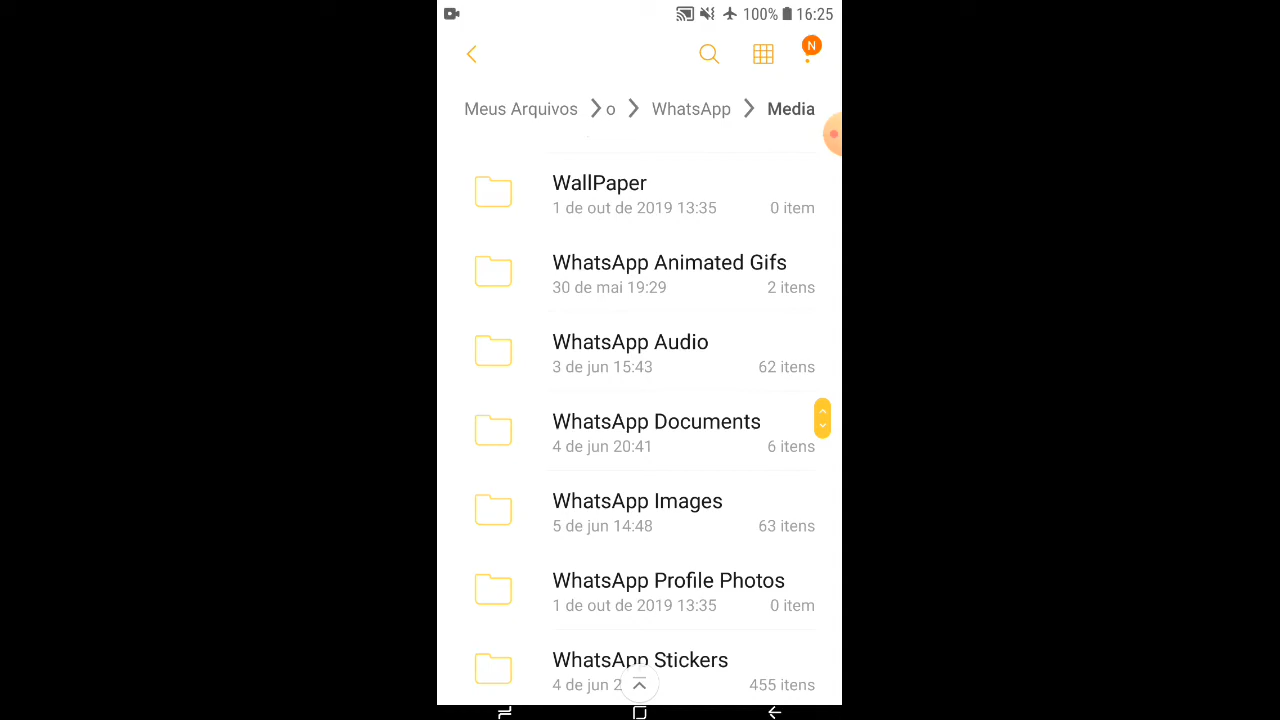 100% 16:25
N
Meus Arquivos > o > WhatsApp > Media
WallPaper
1 de out de 2019 13:35 0 item
WhatsApp Animated Gifs
30 de mai 19:29 2 itens
WhatsApp Audio
3 de jun 15:43 62 itens
WhatsApp Documents
4 de jun 20:41 6 itens
WhatsApp Images
5 de jun 14:48 63 itens
WhatsApp Profile Photos
1 de out de 2019 13:35 0 item
WhatsApp Stickers
4 de jun 2 455 itens